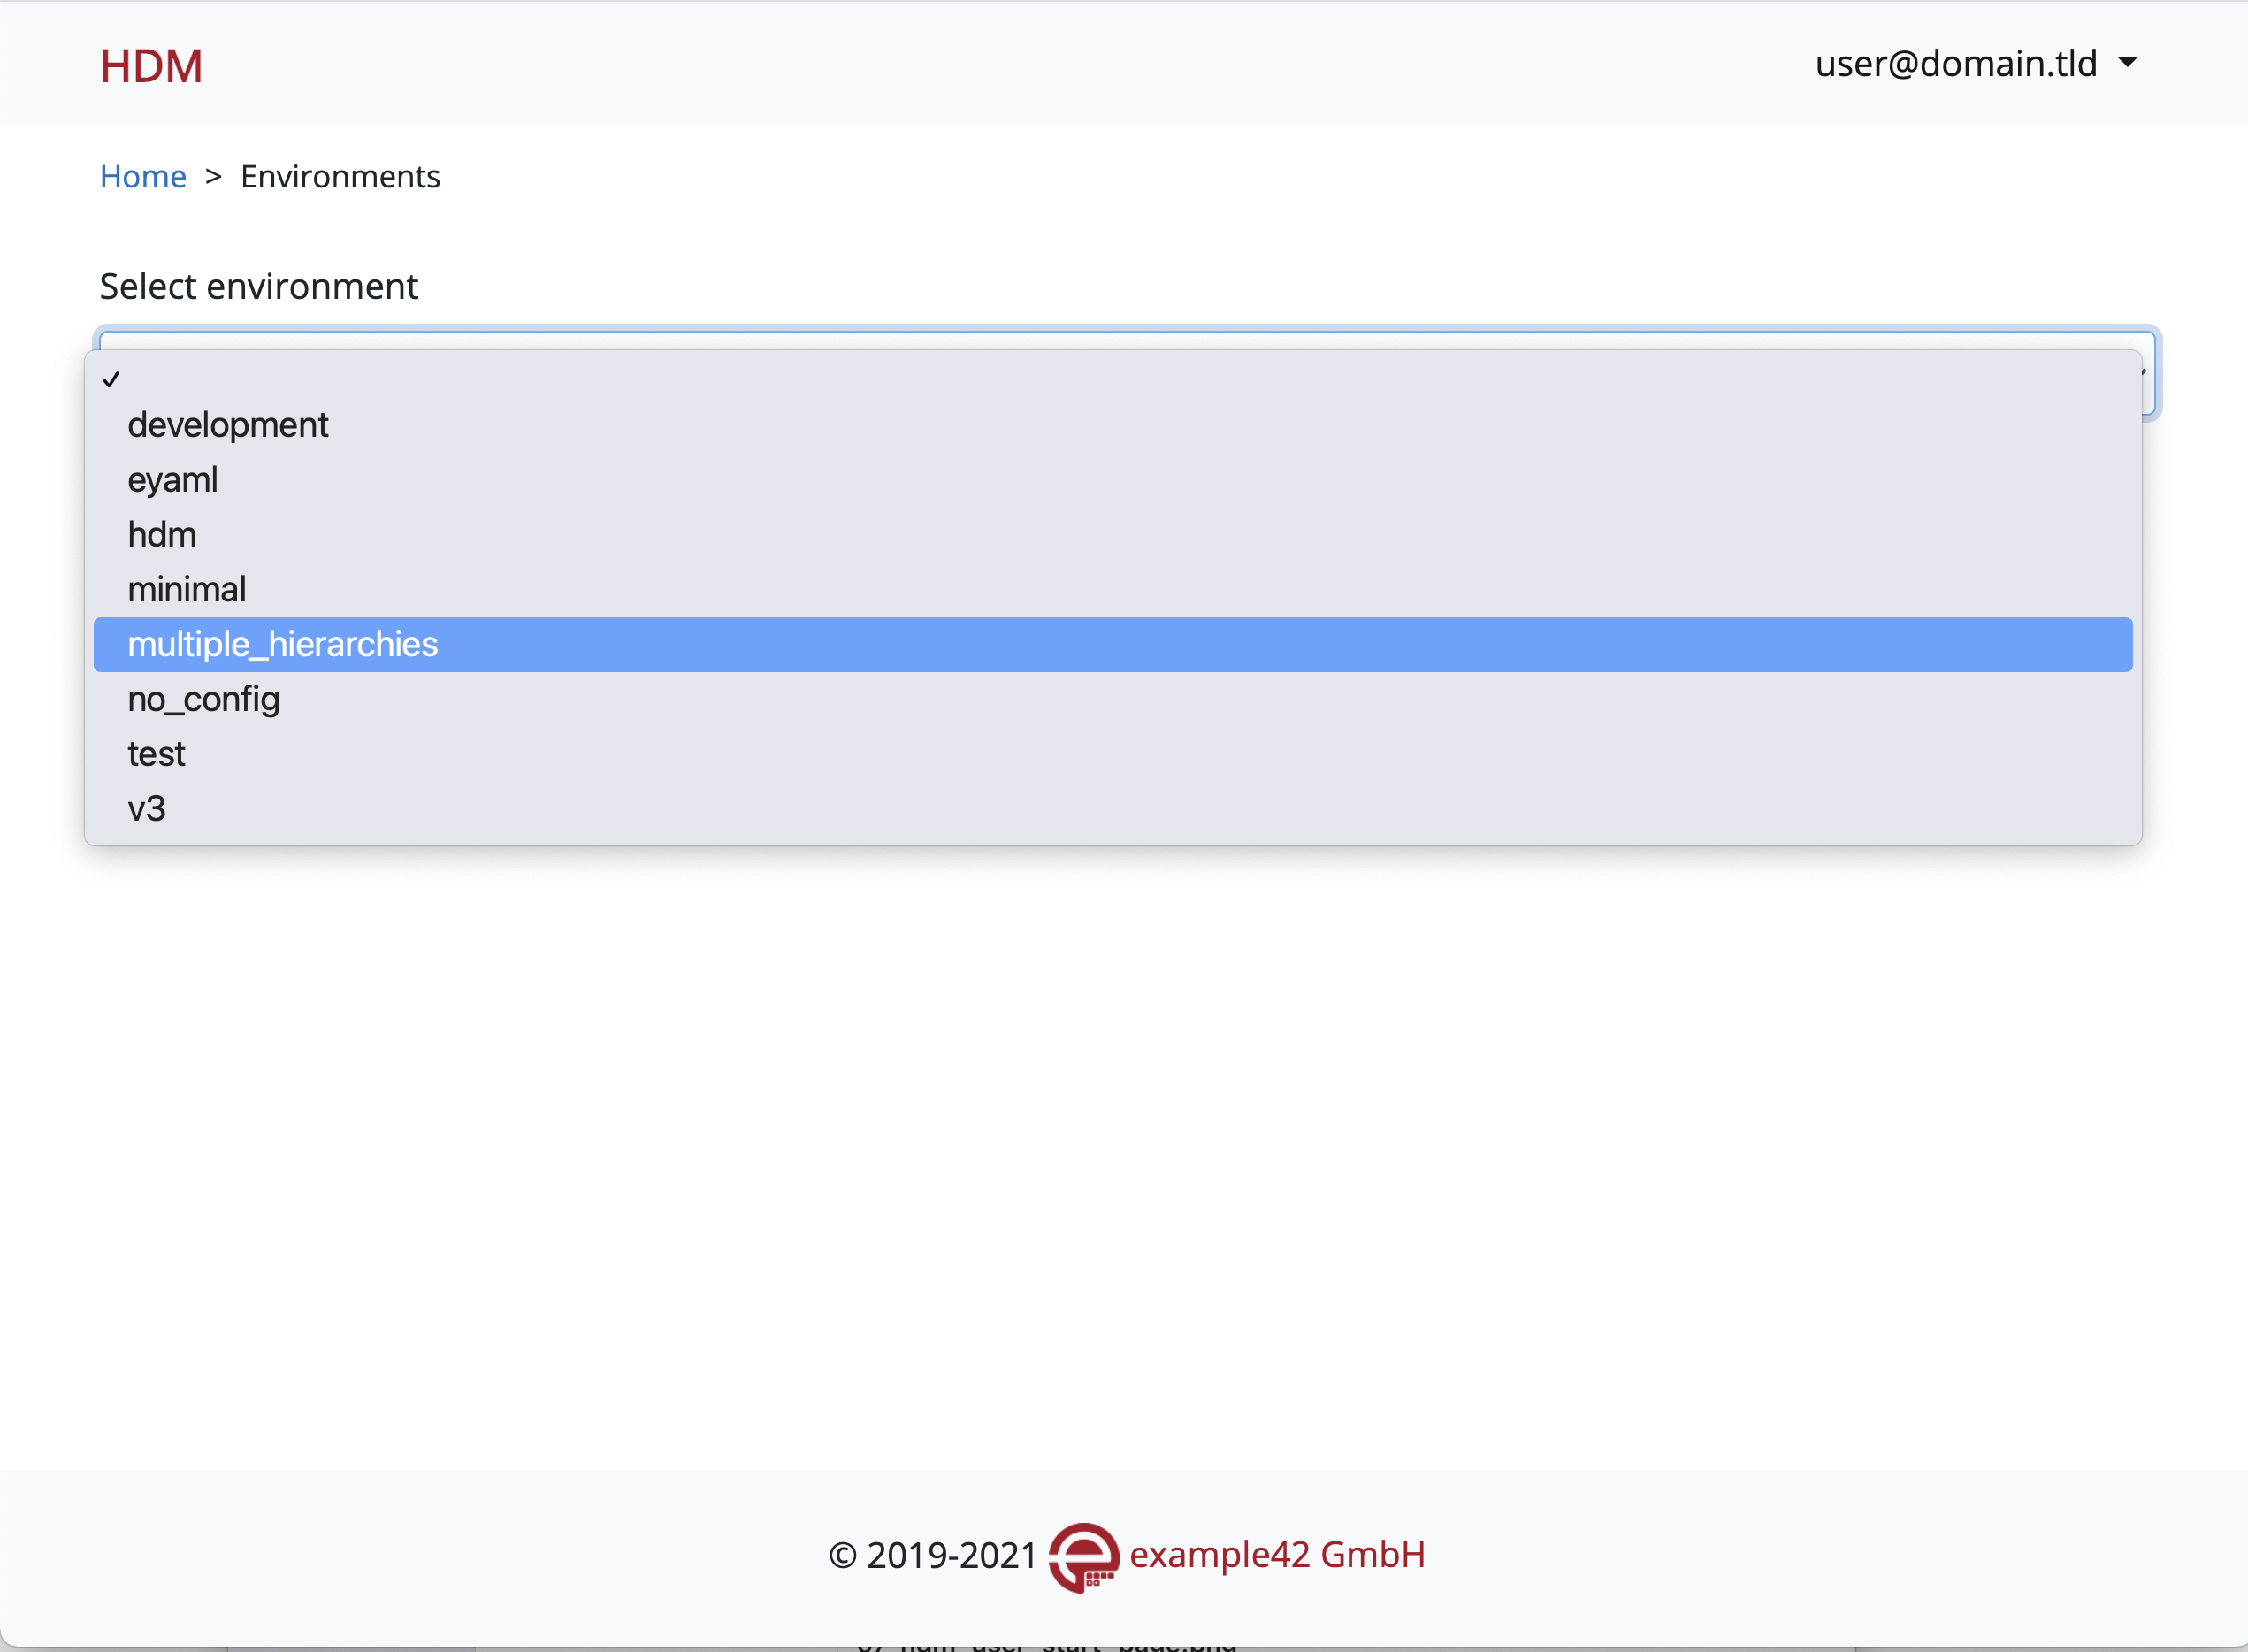 HDM
user@domain.tld
Home > Environments
Select environment
development
eyaml
hdm
minimal
multiple_hierarchies
no_config
test
v3
© 2019-2021 example42 GmbH